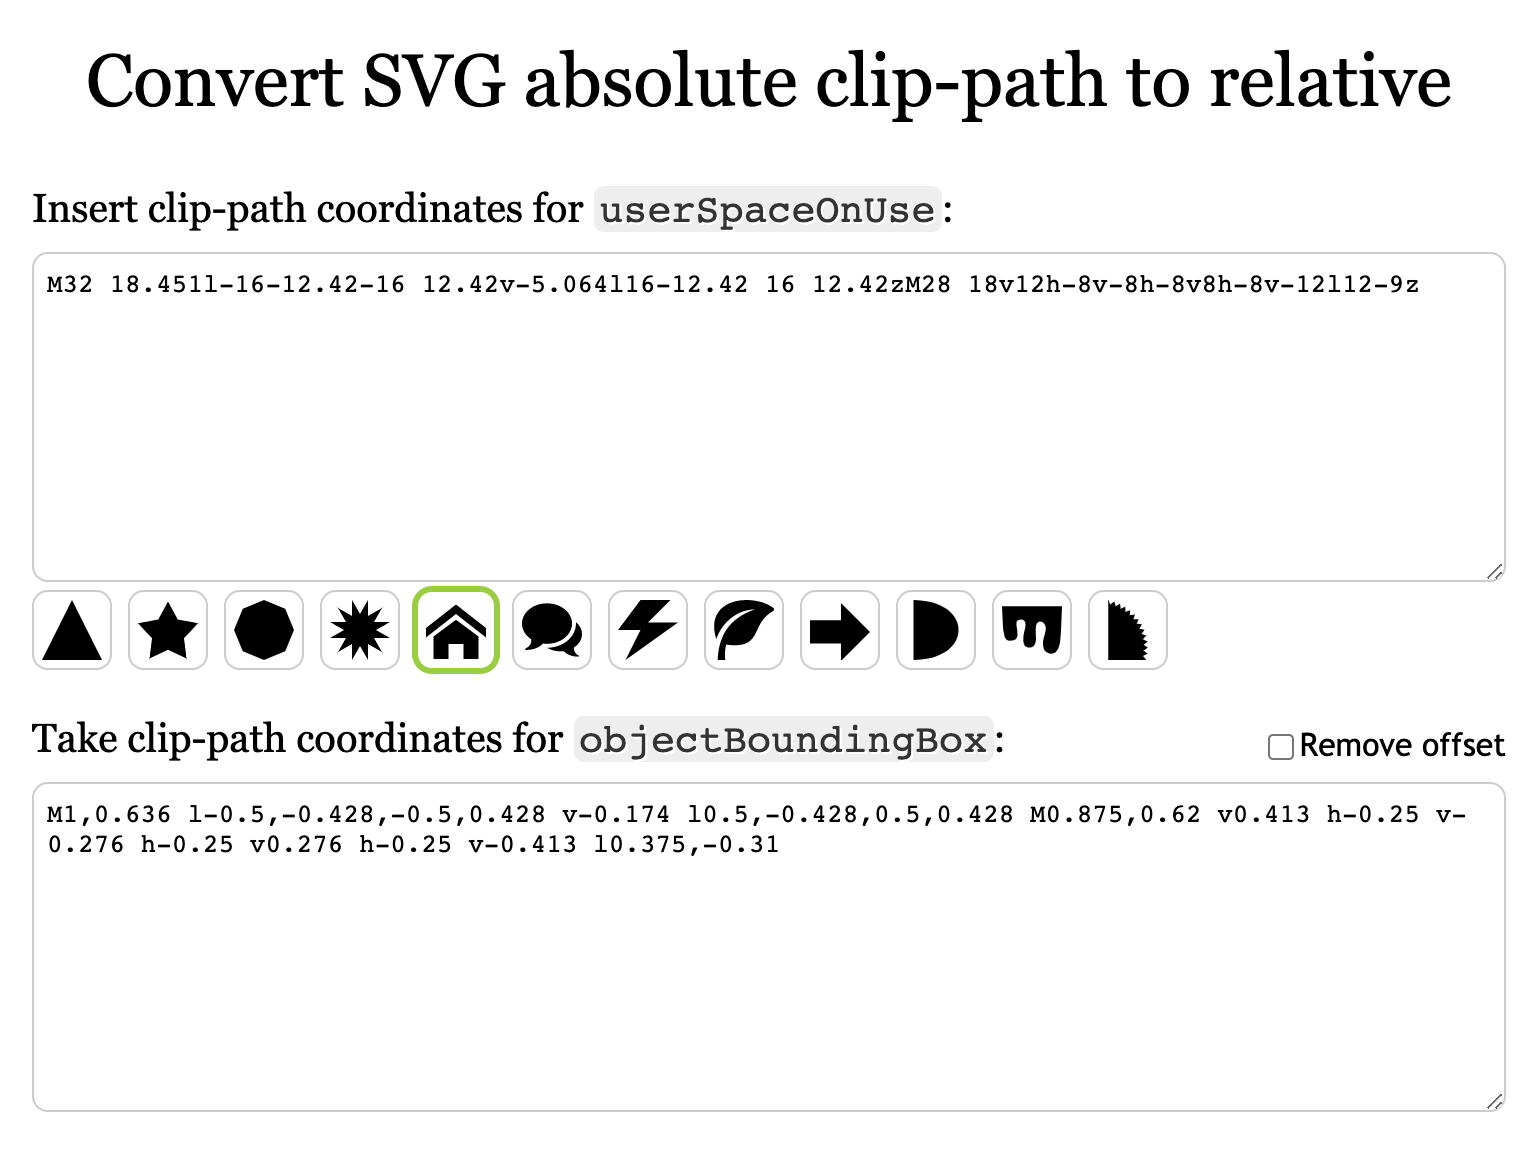 Convert SVG absolute clip-path to relative
Insert clip-path coordinates for userSpaceOnUse:
M32 18.451l-16-12.42-16 12.42v-5.064l16-12.42 16 12.42zM28 18v12h-8v-8h-8v8h-8v-12l12-9z
Take clip-path coordinates for objectBoundingBox:
Remove offset
M1,0.636 l-0.5,-0.428,-0.5,0.428 v-0.174 l0.5,-0.428,0.5,0.428 M0.875,0.62 v0.413 h-0.25 v-
0.276 h-0.25 v0.276 h-0.25 v-0.413 l0.375,-0.31